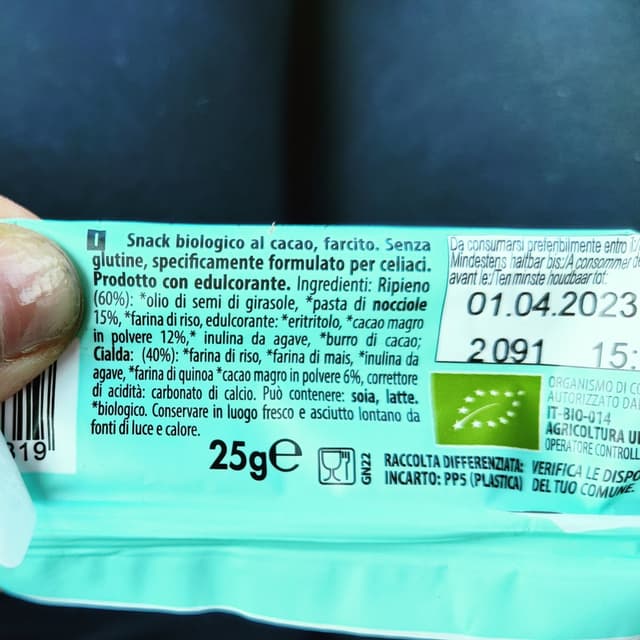 I Snack biologico al cacao, farcito. Senza
glutine, specificamente formulato per celiaci.
Prodotto con edulcorante. Ingredienti: Ripieno
(60%): *olio di semi di girasole, *pasta di nocciole
15%, *farina di riso, edulcorante: *eritritolo, *cacao magro
in polvere 12%,* inulina da agave, *burro di cacao;
Cialda: (40%): *farina di riso, *farina di mais, *inulina da
agave, *farina di quinoa *cacao magro in polvere 6%, correttore
di acidità: carbonato di calcio. Può contenere: soia, latte.
*biologico. Conservare in luogo fresco e asciutto lontano da
fonti di luce e calore.
25g℮
GN22
Da consumarsi preferibilmente entro
Mindestens haltbar bis:/A consommer
avant le:/Ten minste houdbaar tot:
01.04.2023
2091 15:
ORGANISMO DI
AUTORIZZATO DA
IT-BIO-014
AGRICOLTURA
OPERATORE
RACCOLTA DIFFERENZIATA: VERIFICA LE
INCARTO: PP5 (PLASTICA) DEL TUO COMUNE.
819